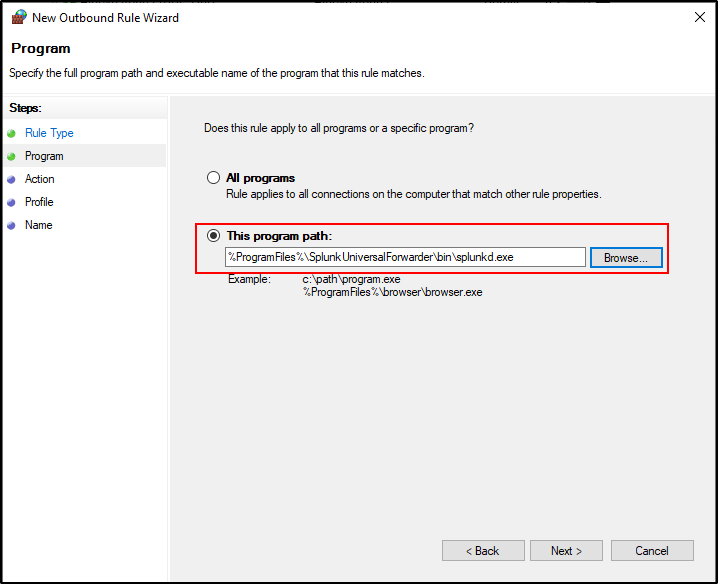 New Outbound Rule Wizard
Program
Specify the full program path and executable name of the program that this rule matches.
Steps:
Rule Type
Program
Action
Profile
Name
Does this rule apply to all programs or a specific program?
All programs
Rule applies to all connections on the computer that match other rule properties.
This program path:
%ProgramFiles%\SplunkUniversalForwarder\bin\splunkd.exe
Browse...
Example: c:\path\program.exe
%ProgramFiles%\browser\browser.exe
< Back Next > Cancel